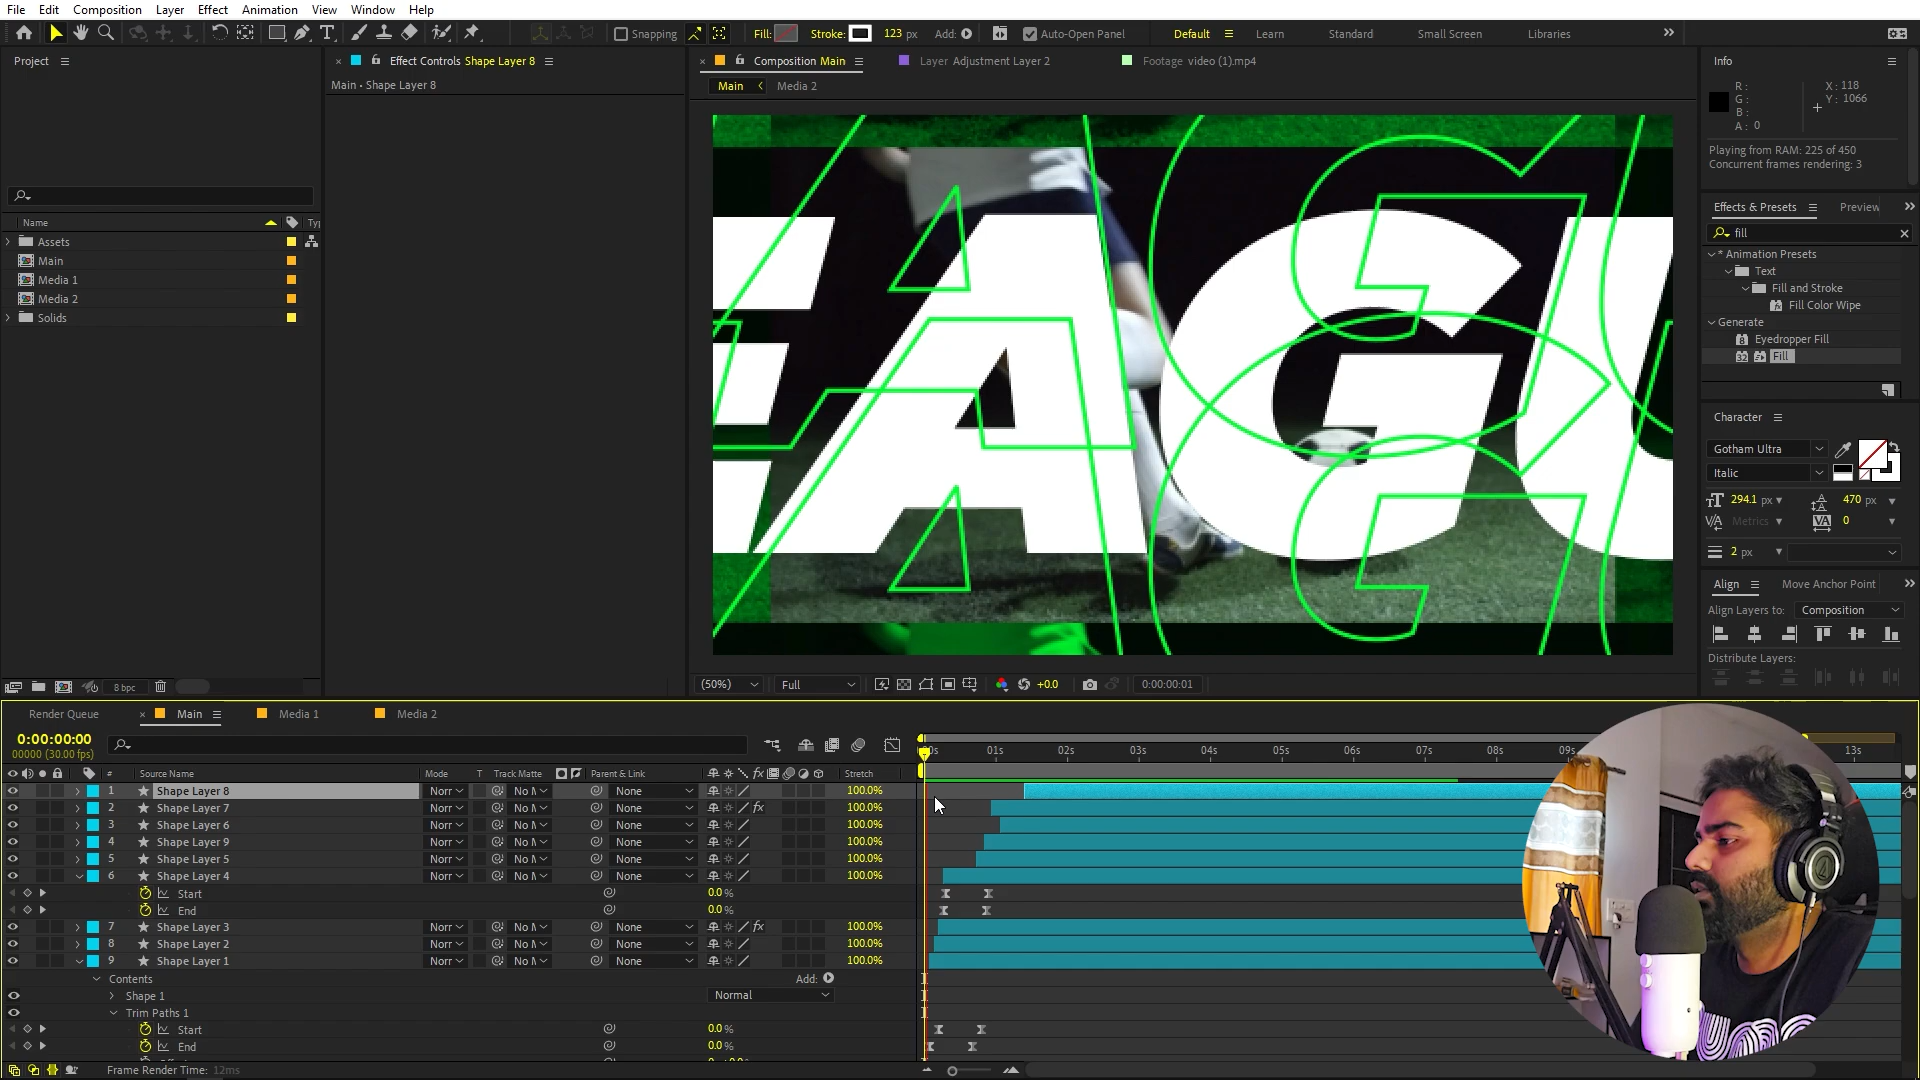 File Edit Composition Layer Effect Animation View Window Help
Snapping
Fill: Stroke: 123 px Add:
Auto-Open Panel
Default Learn Standard Small Screen Libraries
Project
Effect Controls Shape Layer 8
Main • Shape Layer 8
Composition Main
Layer Adjustment Layer 2
Footage video (1).mp4
Main Media 2
Info
R :
G :
B :
A : 0
X : 118
Y : 1066
Playing from RAM: 225 of 450
Concurrent frames rendering: 3
Effects & Presets Preview
fill
* Animation Presets
Text
Fill and Stroke
Fill Color Wipe
Generate
Eyedropper Fill
Fill
Name Ty
Assets
Main
Media 1
Media 2
Solids
8 bpc
EAGU
Character
Gotham Ultra
Italic
294.1 px 470 px
Metrics 0
2 px
Align Move Anchor Point
Align Layers to: Composition
Distribute Layers:
(50%) Full +0.0 0:00:00:01
Render Queue Main Media 1 Media 2
0:00:00:00
00000 (30.00 fps)
# Source Name Mode T Track Matte Parent & Link fx Stretch
00s 01s 02s 03s 04s 05s 06s 07s 08s 09s 13s
1 Shape Layer 8 Norr No M None 100.0%
2 Shape Layer 7 Norr No M None fx 100.0%
3 Shape Layer 6 Norr No M None 100.0%
4 Shape Layer 9 Norr No M None 100.0%
5 Shape Layer 5 Norr No M None 100.0%
6 Shape Layer 4 Norr No M None 100.0%
Start 0.0 %
End 0.0 %
7 Shape Layer 3 Norr No M None fx 100.0%
8 Shape Layer 2 Norr No M None 100.0%
9 Shape Layer 1 Norr No M None 100.0%
Contents Add:
Shape 1 Normal
Trim Paths 1
Start 0.0 %
End 0.0 %
Frame Render Time: 12ms